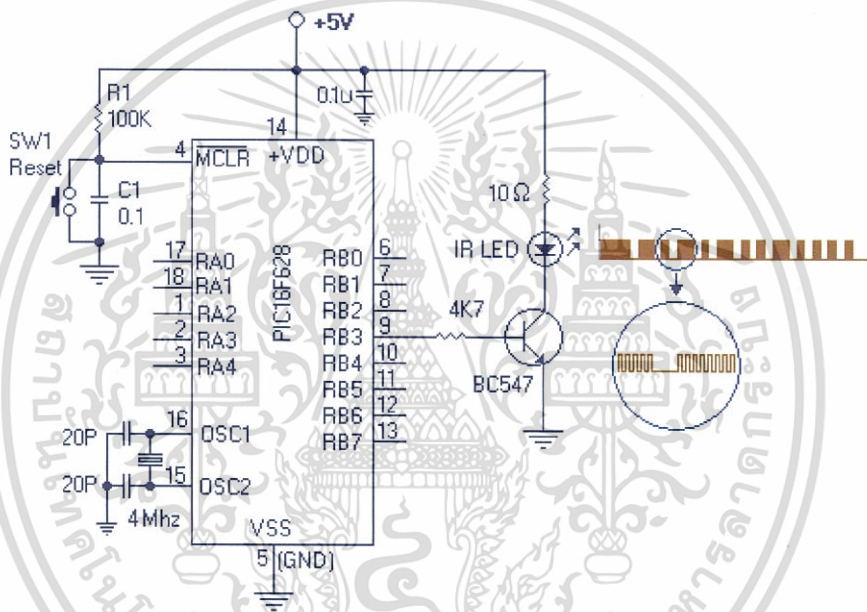 +5V
R1
100K
0.1u
14
SW1
Reset
4
MCLR
+VDD
C1
0.1
10Ω
IR LED
PIC16F628
17 RA0
18 RA1
1 RA2
2 RA3
3 RA4
RB0 6
RB1 7
RB2 8
RB3 9
RB4 10
RB5 11
RB6 12
RB7 13
4K7
BC547
16 OSC1
20P
20P
15 OSC2
4Mhz
VSS
5 (GND)